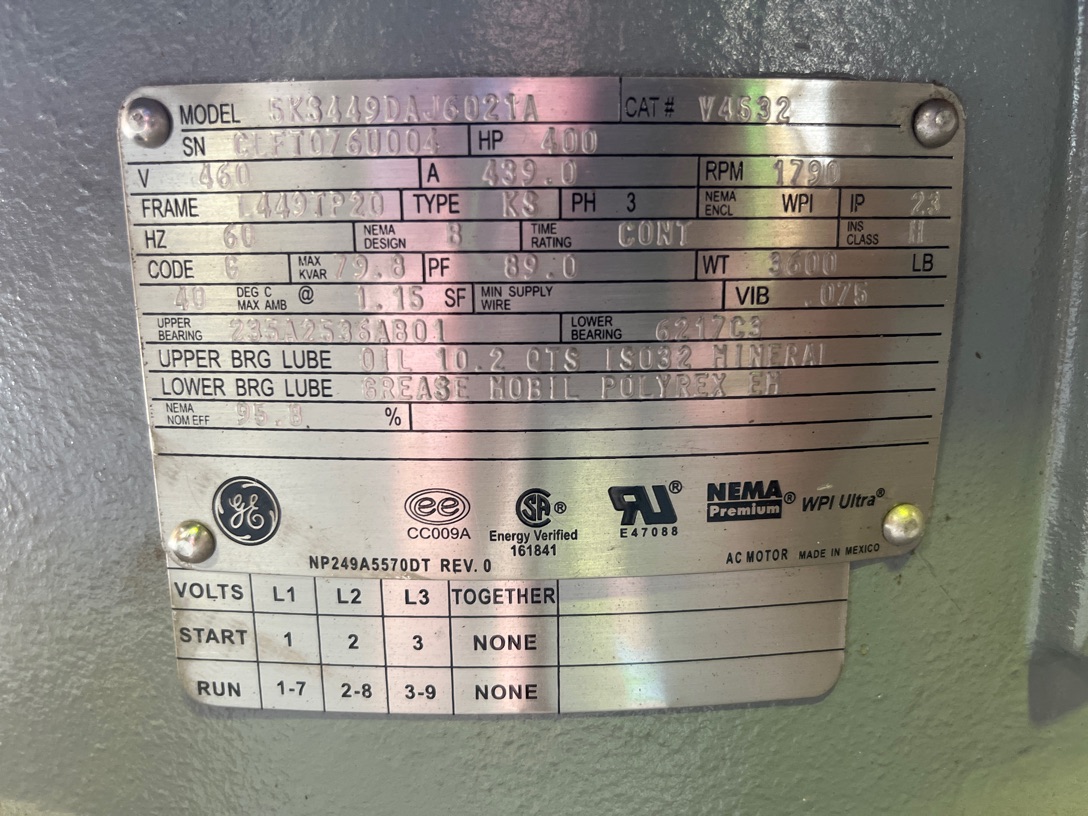 MODEL 5KS449DAJ6021A CAT# V4532
SN CLFT076U004 HP 400
V 460 A 439.0 RPM 1790
FRAME L449TP20 TYPE KS PH 3 NEMA ENCL WPI IP 23
HZ 60 NEMA DESIGN B TIME RATING CONT INS CLASS H
CODE G MAX KVAR 79.8 PF 89.0 WT 3600 LB
40 DEG C MAX AMB @ 1.15 SF MIN SUPPLY WIRE VIB .075
UPPER BEARING 235A2536AB01 LOWER BEARING 6217C3
UPPER BRG LUBE OIL 10.2 QTS ISO32 MINERAL
LOWER BRG LUBE GREASE MOBIL POLYREX EM
NEMA NOM EFF 95.8 %
GE ee ® SA ® RU ® NEMA Premium ® WPI Ultra®
CC009A Energy Verified 161841 E47088
NP249A5570DT REV. 0 AC MOTOR MADE IN MEXICO
VOLTS L1 L2 L3 TOGETHER
START 1 2 3 NONE
RUN 1-7 2-8 3-9 NONE